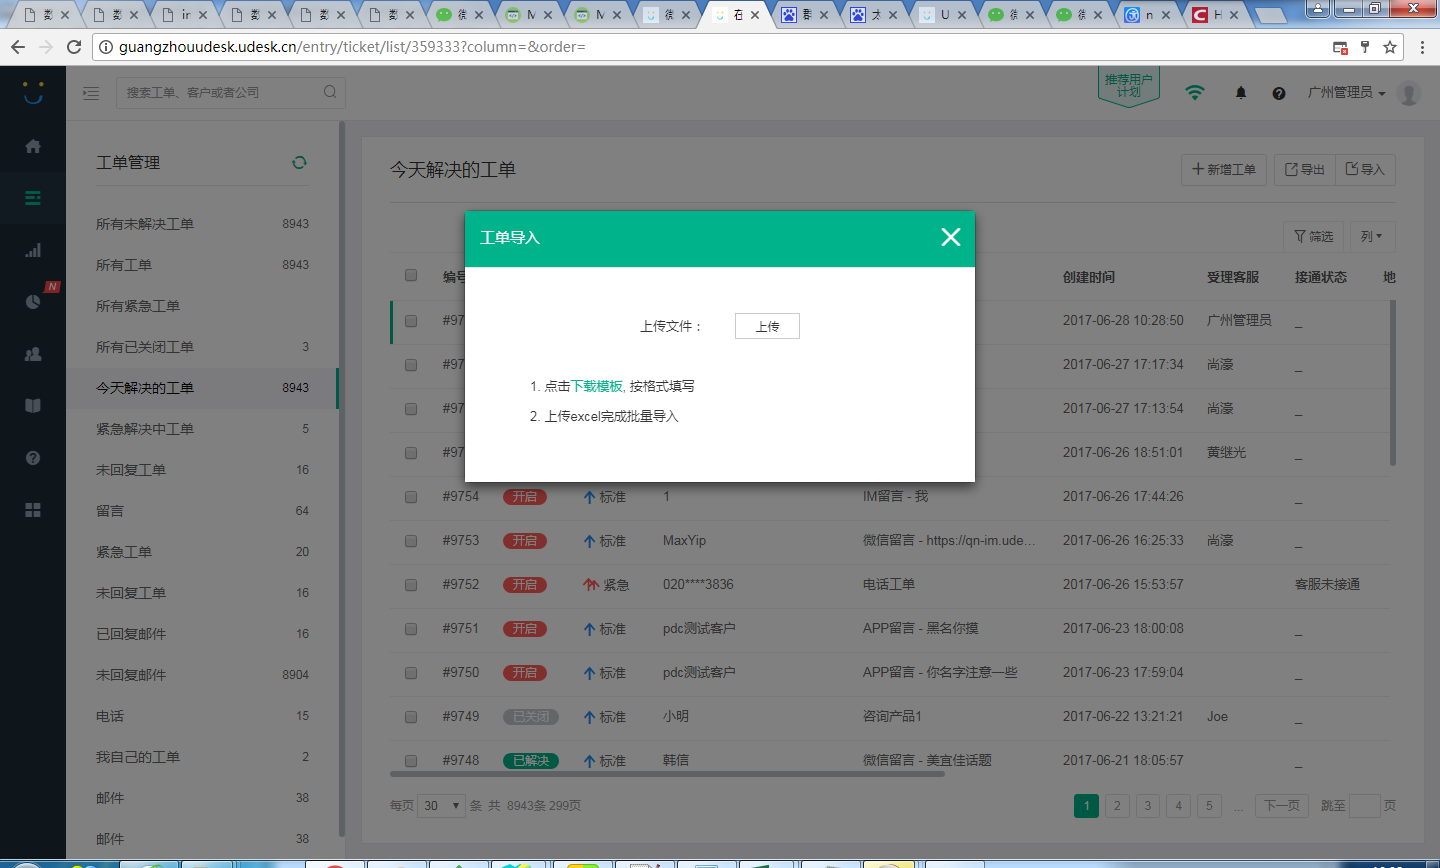 guangzhouudesk.udesk.cn/entry/ticket/list/359333?column=&order=
搜索工单、客户或者公司
推荐用户
计划
广州管理员
N
工单管理
所有未解决工单 8943
所有工单 8943
所有紧急工单
所有已关闭工单 3
今天解决的工单 8943
紧急解决中工单 5
未回复工单 16
留言 64
紧急工单 20
未回复工单 16
已回复邮件 16
未回复邮件 8904
电话 15
我自己的工单 2
邮件 38
邮件 38
今天解决的工单
新增工单 导出 导入
筛选 列
工单导入
上传文件： 上传
1. 点击下载模板, 按格式填写
2. 上传excel完成批量导入
编号 创建时间 受理客服 接通状态 地
#97 2017-06-28 10:28:50 广州管理员 _
#97 2017-06-27 17:17:34 尚濠 _
#97 2017-06-27 17:13:54 尚濠 _
#97 2017-06-26 18:51:01 黄继光 _
#9754 开启 标准 1 IM留言 - 我 2017-06-26 17:44:26 _
#9753 开启 标准 MaxYip 微信留言 - https://qn-im.ude... 2017-06-26 16:25:33 尚濠 _
#9752 开启 紧急 020****3836 电话工单 2017-06-26 15:53:57 客服未接通
#9751 开启 标准 pdc测试客户 APP留言 - 黑名你摸 2017-06-23 18:00:08 _
#9750 开启 标准 pdc测试客户 APP留言 - 你名字注意一些 2017-06-23 17:59:04 _
#9749 已关闭 标准 小明 咨询产品1 2017-06-22 13:21:21 Joe _
#9748 已解决 标准 韩信 微信留言 - 美宜佳话题 2017-06-21 18:05:57 _
每页 30 条 共 8943条 299页
1 2 3 4 5 ... 下一页 跳至 页